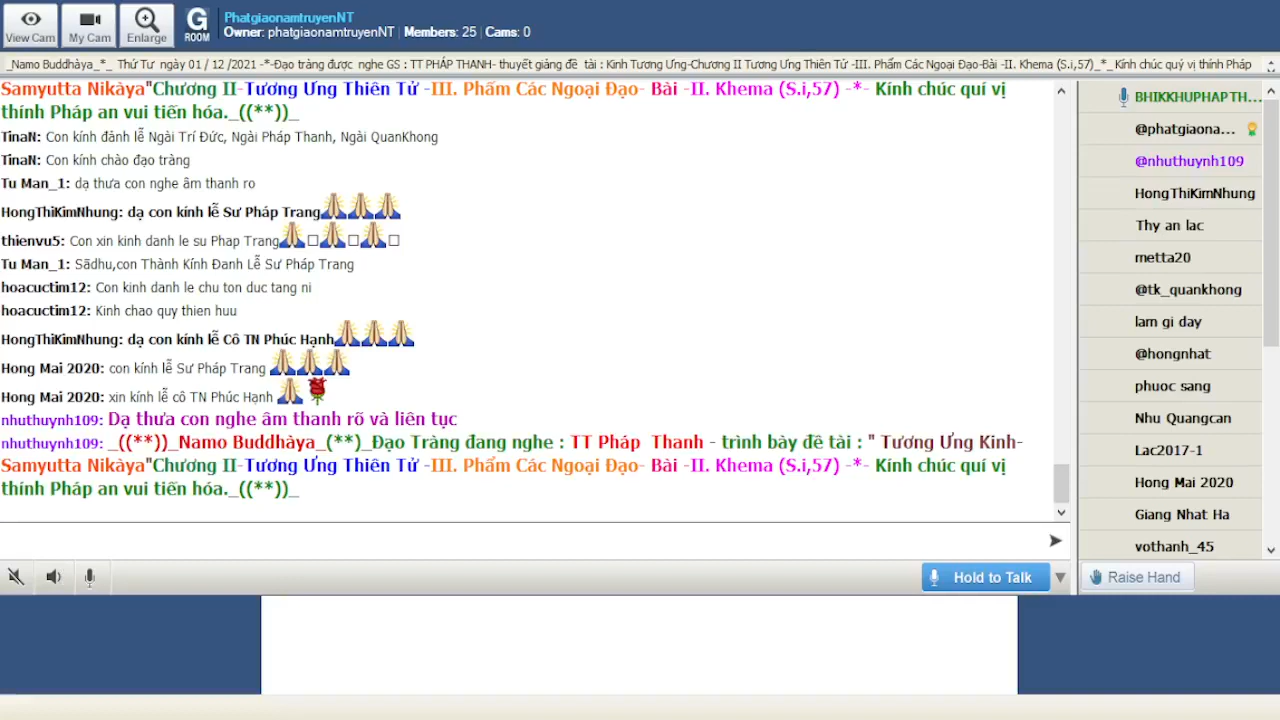 View Cam
My Cam
Enlarge
G
ROOM
PhatgiaonamtruyenNT
Owner: phatgiaonamtruyenNT | Members: 25 | Cams: 0
_Namo Buddhàya_*_ Thứ Tư ngày 01 / 12 /2021 -*-Đạo tràng được nghe GS : TT PHÁP THANH- thuyết giảng đề tài : Kinh Tương Ưng-Chương II Tương Ưng Thiên Tử -III. Phẩm Các Ngoại Đạo-Bài -II. Khema (S.i,57)_*_Kính chúc quý vị thính Pháp
Samyutta Nikàya"Chương II-Tương Ưng Thiên Tử -III. Phẩm Các Ngoại Đạo- Bài -II. Khema (S.i,57) -*- Kính chúc quí vị
thính Pháp an vui tiến hóa._((**))_
TinaN: Con kính đảnh lễ Ngài Trí Đức, Ngài Pháp Thanh, Ngài QuanKhong
TinaN: Con kính chào đạo tràng
Tu Man_1: dạ thưa con nghe âm thanh ro
HongThiKimNhung: dạ con kính lễ Sư Pháp Trang
thienvu5: Con xin kinh danh le su Phap Trang
Tu Man_1: Sādhu,con Thành Kính Đanh Lễ Sư Pháp Trang
hoacuctim12: Con kinh danh le chu ton duc tang ni
hoacuctim12: Kinh chao quy thien huu
HongThiKimNhung: dạ con kính lễ Cô TN Phúc Hạnh
Hong Mai 2020: con kính lễ Sư Pháp Trang
Hong Mai 2020: xin kính lễ cô TN Phúc Hạnh
nhuthuynh109: Dạ thưa con nghe âm thanh rõ và liên tục
nhuthuynh109: _((**))_Namo Buddhàya_(**)_Đạo Tràng đang nghe : TT Pháp Thanh - trình bày đề tài : " Tương Ưng Kinh-
Samyutta Nikàya"Chương II-Tương Ưng Thiên Tử -III. Phẩm Các Ngoại Đạo- Bài -II. Khema (S.i,57) -*- Kính chúc quí vị
thính Pháp an vui tiến hóa._((**))_
BHIKKHUPHAPTH...
@phatgiaona...
@nhuthuynh109
HongThiKimNhung
Thy an lac
metta20
@tk_quankhong
lam gi day
@hongnhat
phuoc sang
Nhu Quangcan
Lac2017-1
Hong Mai 2020
Giang Nhat Ha
vothanh_45
Hold to Talk
Raise Hand